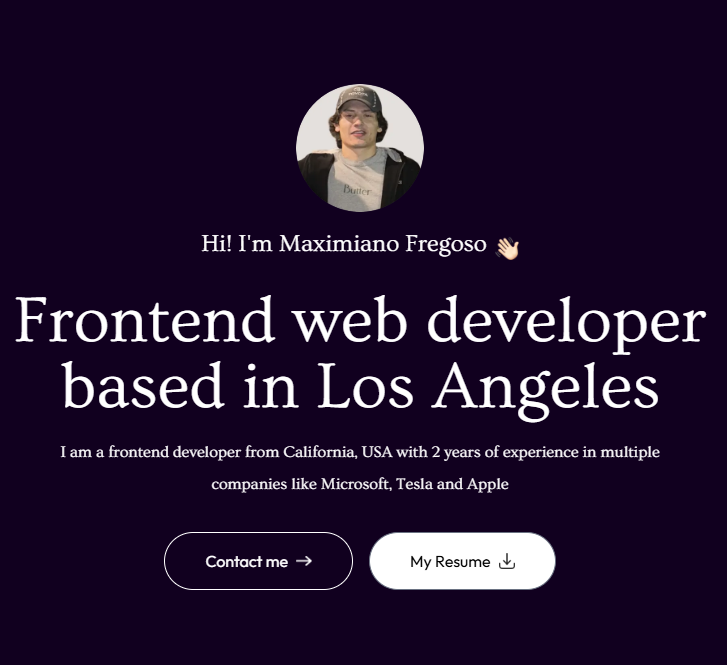 Butter
Hi! I'm Maximiano Fregoso 👋🏻
Frontend web developer
based in Los Angeles
I am a frontend developer from California, USA with 2 years of experience in multiple
companies like Microsoft, Tesla and Apple
Contact me →
My Resume